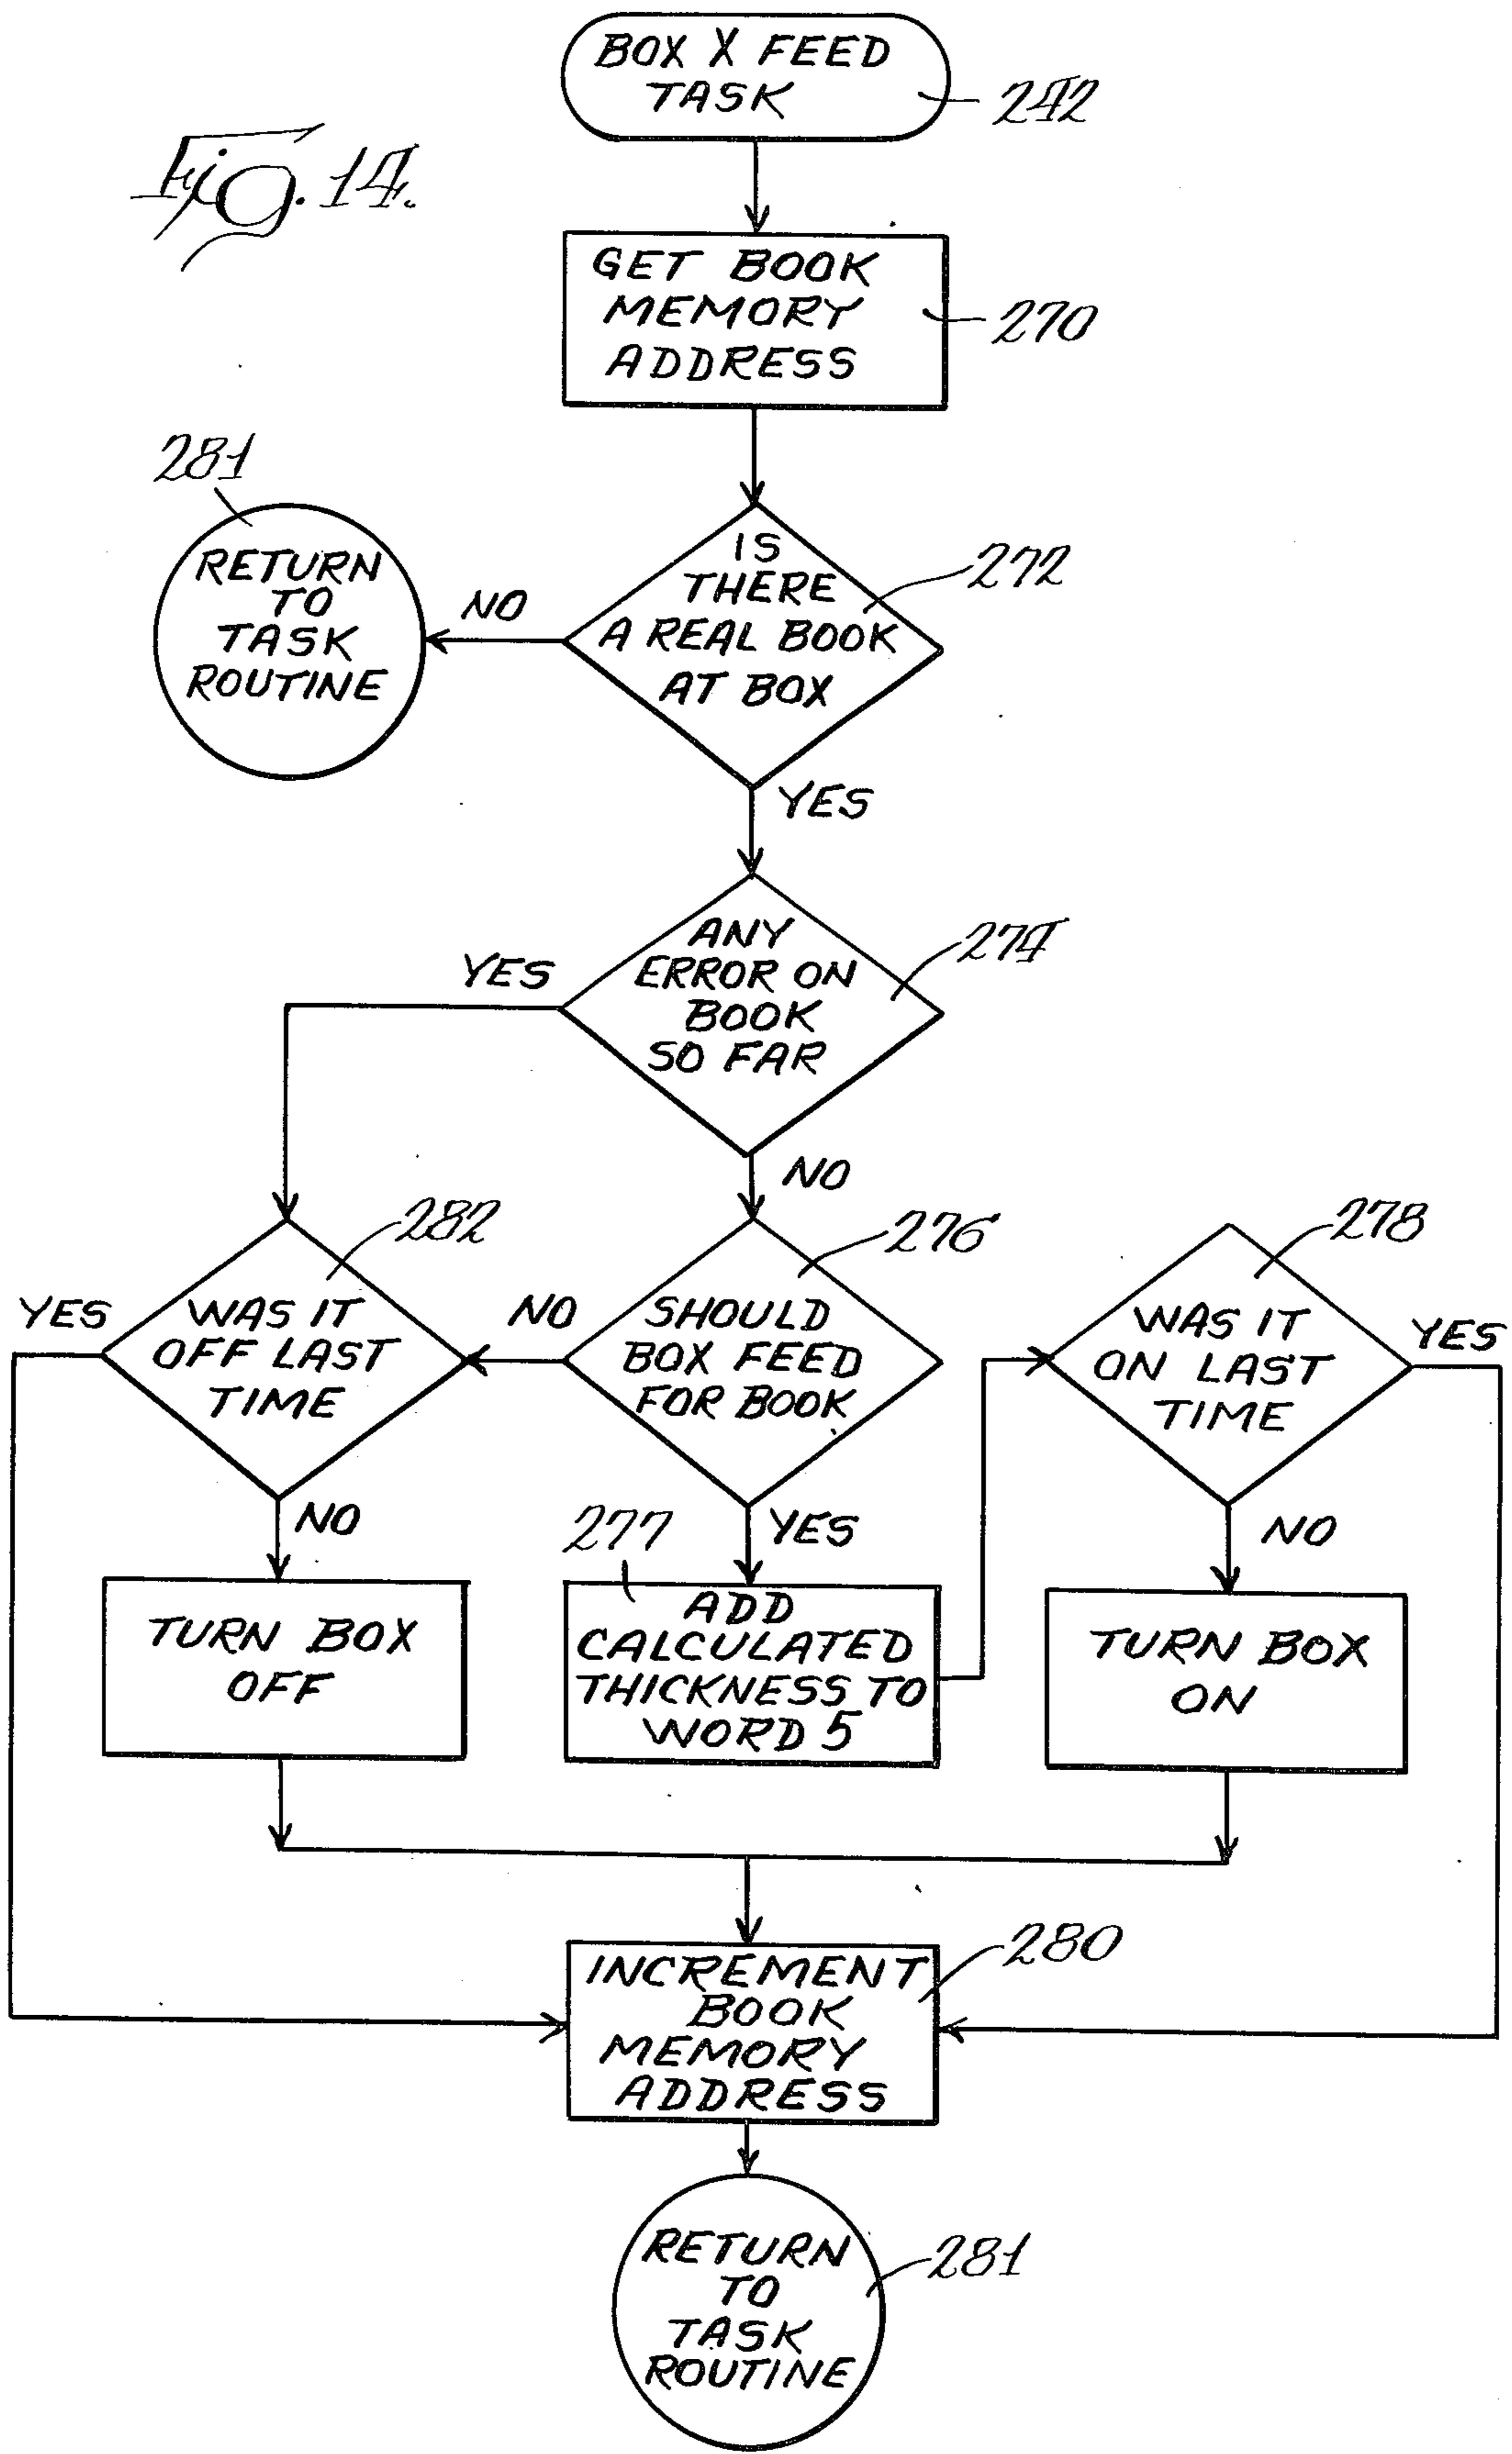 BOX X FEED
TASK
242
Fig. 14.
GET BOOK
MEMORY
ADDRESS
270
281
RETURN
TO
TASK
ROUTINE
NO
IS
THERE
A REAL BOOK
AT BOX
272
YES
ANY
ERROR ON
BOOK
SO FAR
274
YES
NO
282
WAS IT
OFF LAST
TIME
YES
NO
276
SHOULD
BOX FEED
FOR BOOK
NO
YES
278
WAS IT
ON LAST
TIME
YES
NO
TURN BOX
OFF
277
ADD
CALCULATED
THICKNESS TO
WORD 5
TURN BOX
ON
INCREMENT
BOOK
MEMORY
ADDRESS
280
RETURN
TO
TASK
ROUTINE
281